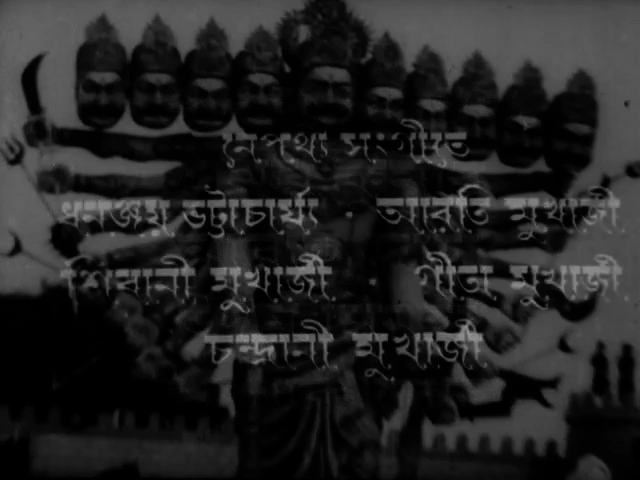 নেপথ্য সংগীতে
ধনঞ্জয় ভট্টাচার্য্য · আরতি মুখার্জী
শিবানী মুখার্জী · গীতা মুখার্জী
চন্দ্রানী মুখার্জী